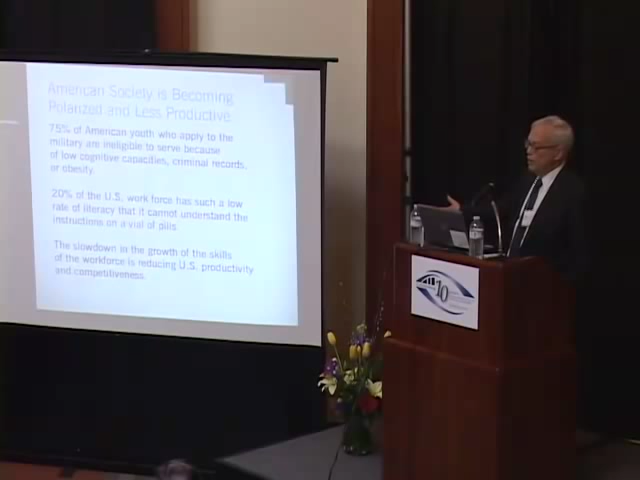 American Society is Becoming
Polarized and Less Productive
75% of American youth who apply to the
military are ineligible to serve because
of low cognitive capacities, criminal records,
or obesity.
20% of the U.S. work force has such a low
rate of literacy that it cannot understand the
instructions on a vial of pills.
The slowdown in the growth of the skills
of the workforce is reducing U.S. productivity
and competitiveness.
10